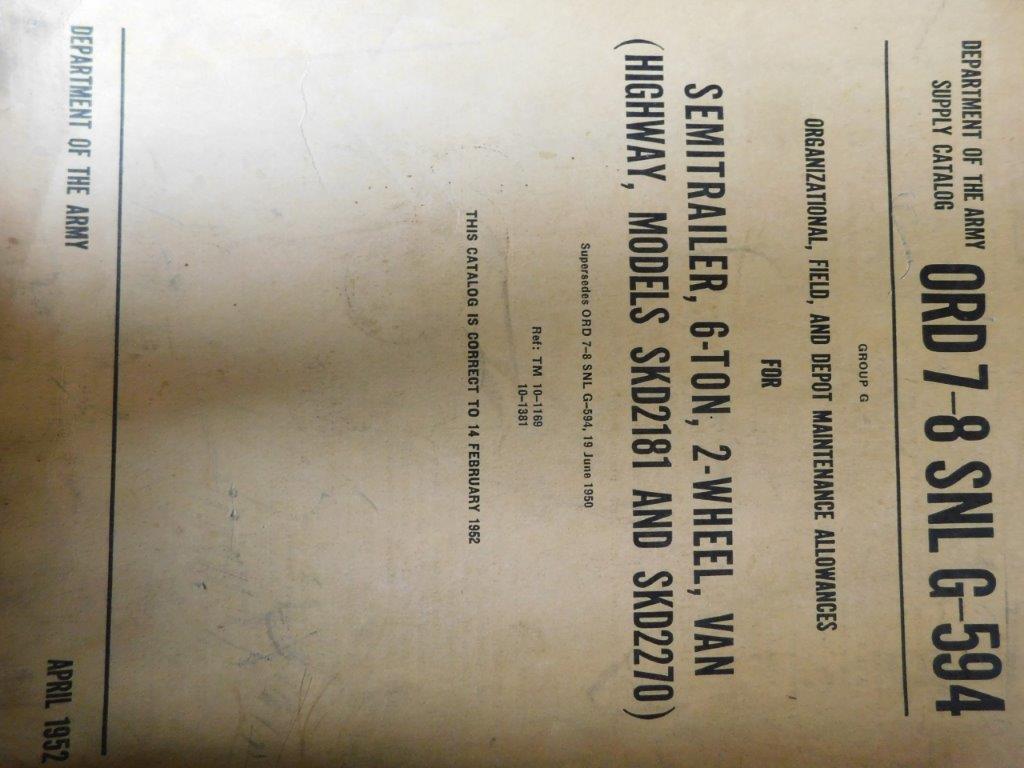 DEPARTMENT OF THE ARMY
SUPPLY CATALOG
ORD 7-8 SNL G-594
GROUP G
ORGANIZATIONAL, FIELD, AND DEPOT MAINTENANCE ALLOWANCES
FOR
SEMITRAILER, 6-TON, 2-WHEEL, VAN
(HIGHWAY, MODELS SKD2181 AND SKD2270)
Supersedes ORD 7-8 SNL G-594, 19 June 1950
Ref: TM 10-1169
10-1381
THIS CATALOG IS CORRECT TO 14 FEBRUARY 1952
DEPARTMENT OF THE ARMY
APRIL 1952